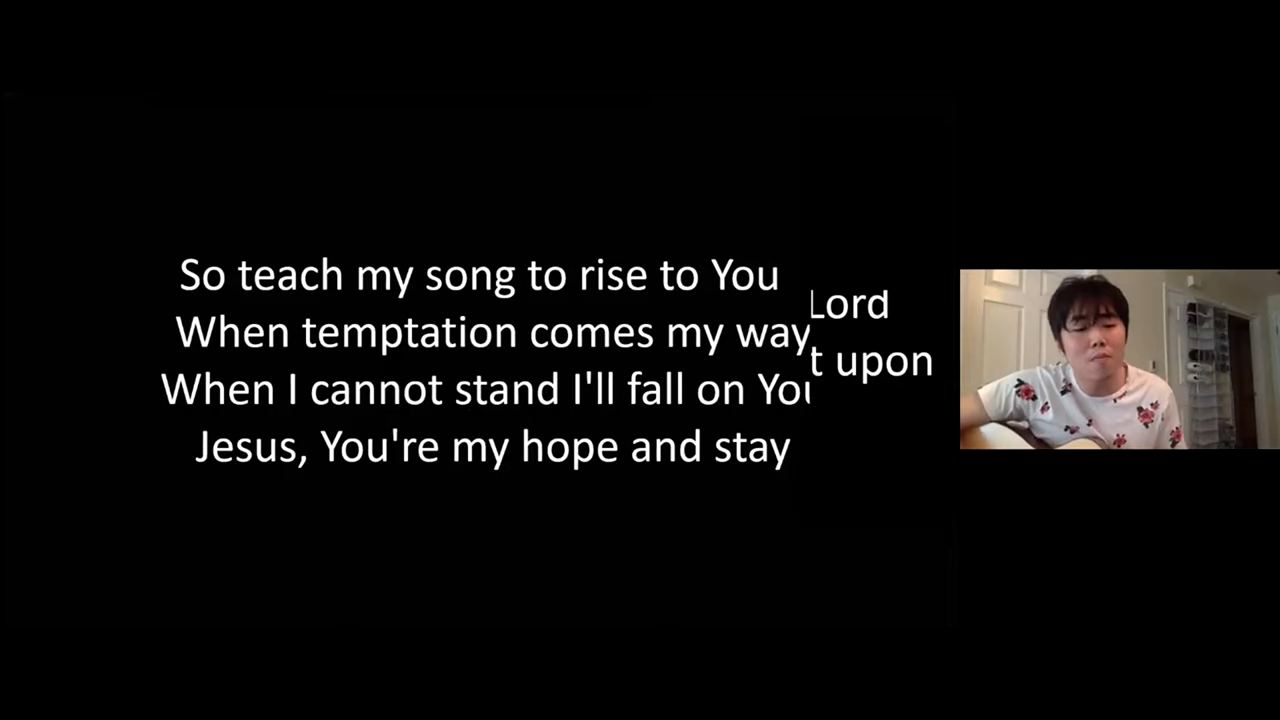 So teach my song to rise to You
When temptation comes my way
When I cannot stand I'll fall on You
Jesus, You're my hope and stay
Lord
t upon